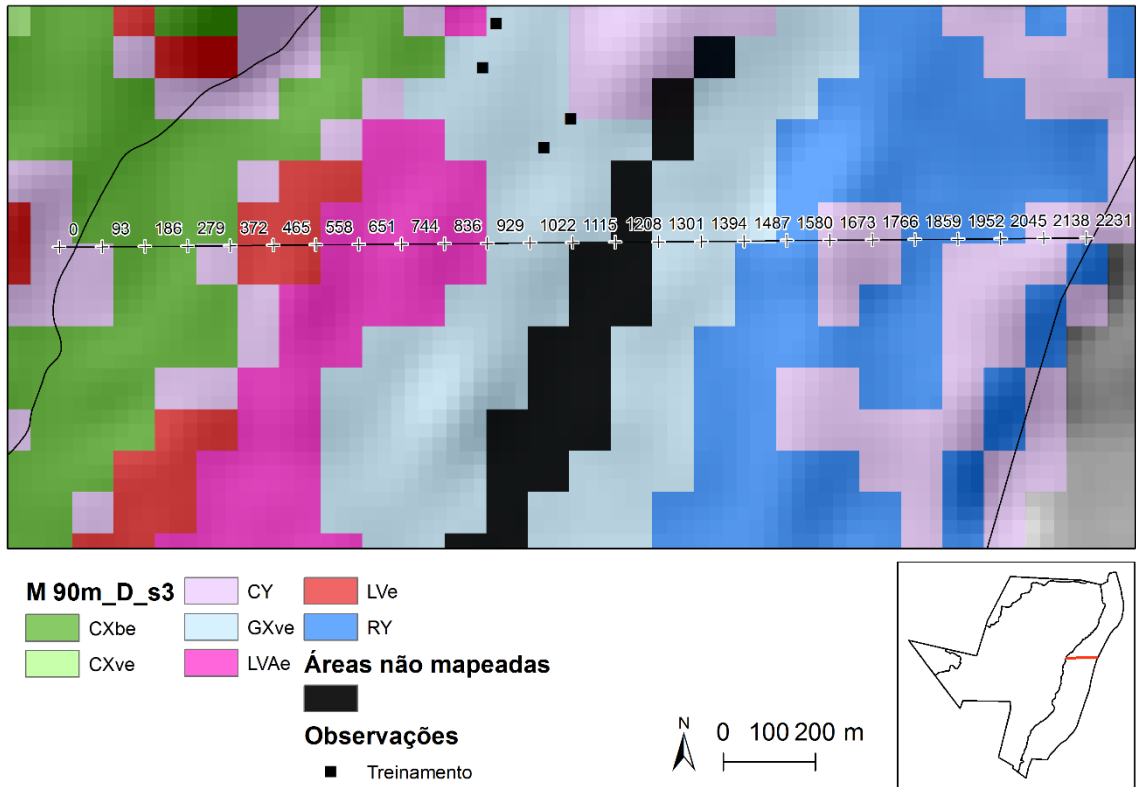 0 93 186 279 372 465 558 651 744 836 929 1022 1115 1208 1301 1394 1487 1580 1673 1766 1859 1952 2045 2138 2231
M 90m_D_s3 CY LVe
CXbe GXve RY
CXve LVAe Áreas não mapeadas
Observações
Treinamento
N
0 100 200 m